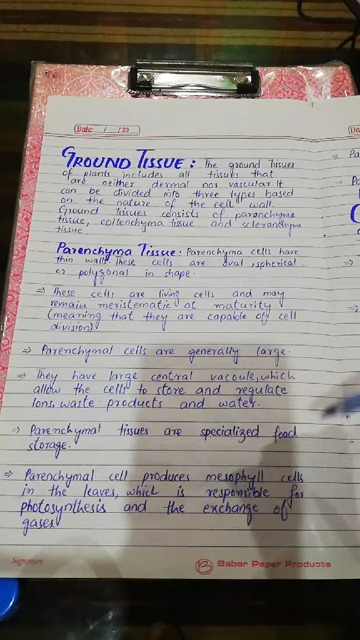 Date: / /20
GROUND TISSUE: The ground tissues
of plants includes all tissues that
are neither dermal nor vascular. It
can be divided into three types based
on the nature of the cell wall.
Ground tissues consists of parenchyma
tissue, collenchyma tissue and sclerenchyma
tissue.
Parenchyma Tissue: Parenchyma cells have
thin walls. These cells are oval, spherical
or polygonal in shape.
⇒ These cells are living cells and may
remain meristematic at maturity
(meaning that they are capable of cell
division).
⇒ Parenchymal cells are generally large.
⇒ They have large central vacoule, which
allow the cells to store and regulate
Ions, waste products and water.
⇒ Parenchymal tissues are specialized food
storage.
⇒ Parenchymal cell produces mesophyll cells
in the leaves, which is responsible for
photosynthesis and the exchange of
gases.
Signature
Babar Paper Products